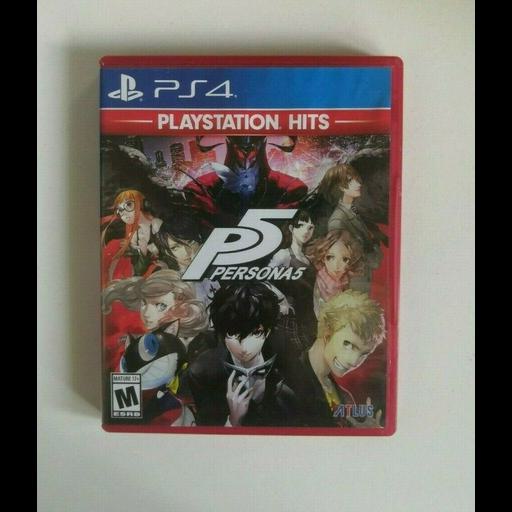 PS4
PLAYSTATION HITS
P5
PERSONA5
MATURE 17+
M
ESRB
ATLUS